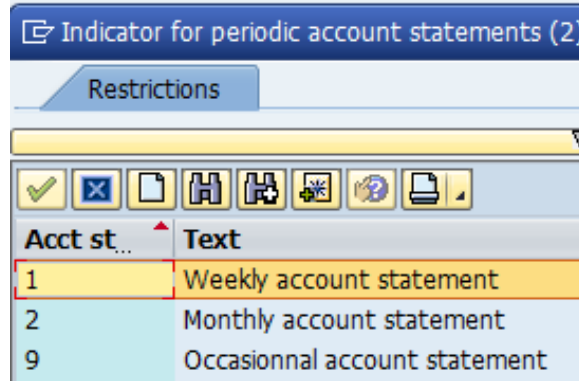 Indicator for periodic account statements (2)
Restrictions
Acct st... Text
1 Weekly account statement
2 Monthly account statement
9 Occasionnal account statement